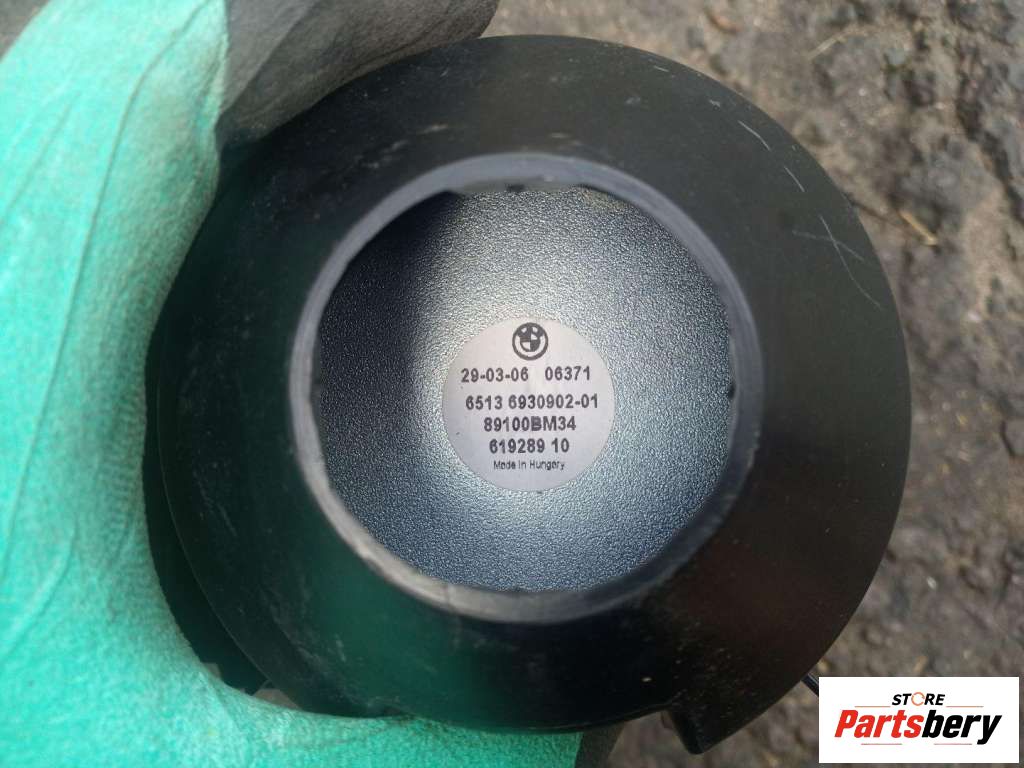 29-03-06 06371
6513 6930902-01
89100BM34
619289 10
Made in Hungary
STORE
Partsbery